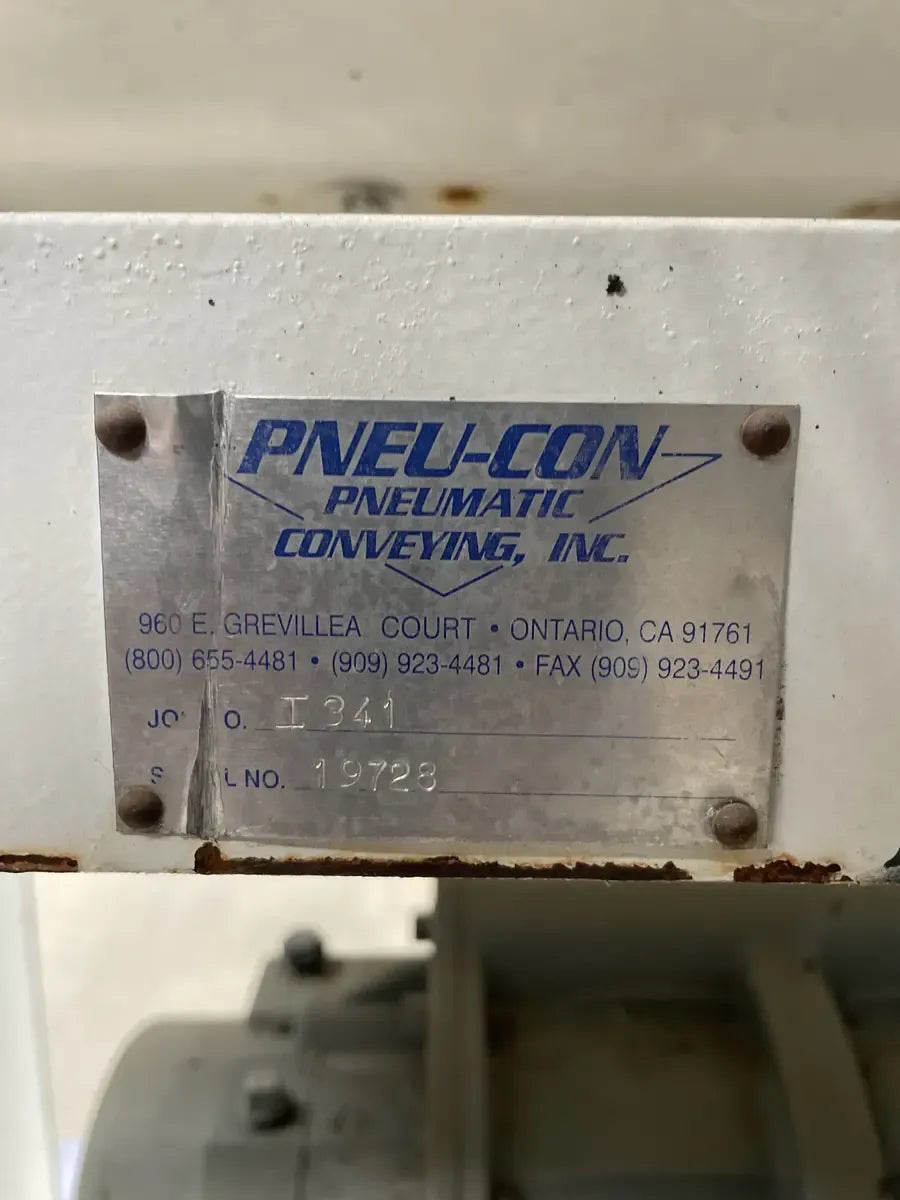 PNEU-CON
PNEUMATIC
CONVEYING, INC.
960 E. GREVILLEA COURT • ONTARIO, CA 91761
(800) 655-4481 • (909) 923-4481 • FAX (909) 923-4491
JO O. I341
S L NO. 19728